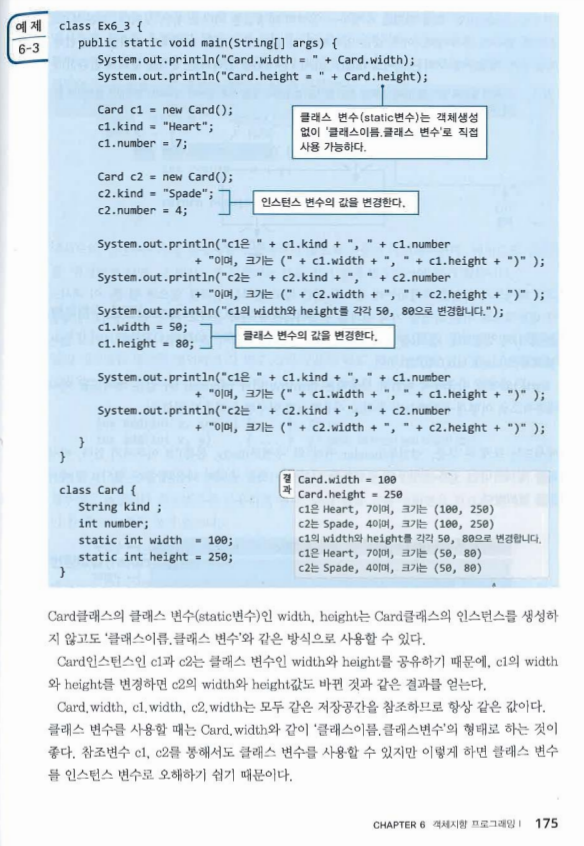 예제
6-3
class Ex6_3 {
public static void main(String[] args) {
System.out.println("Card.width = " + Card.width);
System.out.println("Card.height = " + Card.height);
클래스 변수(static변수)는 객체생성
없이 '클래스이름.클래스 변수'로 직접
사용 가능하다.
Card c1 = new Card();
c1.kind = "Heart";
c1.number = 7;
Card c2 = new Card();
c2.kind = "Spade";
c2.number = 4;
인스턴스 변수의 값을 변경한다.
System.out.println("c1은 " + c1.kind + ", " + c1.number
+ "이며, 크기는 (" + c1.width + ", " + c1.height + ")" );
System.out.println("c2는 " + c2.kind + ", " + c2.number
+ "이며, 크기는 (" + c2.width + ", " + c2.height + ")" );
System.out.println("c1의 width와 height를 각각 50, 80으로 변경합니다.");
c1.width = 50;
c1.height = 80;
클래스 변수의 값을 변경한다.
System.out.println("c1은 " + c1.kind + ", " + c1.number
+ "이며, 크기는 (" + c1.width + ", " + c1.height + ")" );
System.out.println("c2는 " + c2.kind + ", " + c2.number
+ "이며, 크기는 (" + c2.width + ", " + c2.height + ")" );
}
}
class Card {
String kind ;
int number;
static int width = 100;
static int height = 250;
}
결과
Card.width = 100
Card.height = 250
c1은 Heart, 7이며, 크기는 (100, 250)
c2는 Spade, 4이며, 크기는 (100, 250)
c1의 width와 height를 각각 50, 80으로 변경합니다.
c1은 Heart, 7이며, 크기는 (50, 80)
c2는 Spade, 4이며, 크기는 (50, 80)
Card클래스의 클래스 변수(static변수)인 width, height는 Card클래스의 인스턴스를 생성하
지 않고도 '클래스이름.클래스 변수'와 같은 방식으로 사용할 수 있다.
Card인스턴스인 c1과 c2는 클래스 변수인 width와 height를 공유하기 때문에, c1의 width
와 height를 변경하면 c2의 width와 height값도 바뀐 것과 같은 결과를 얻는다.
Card.width, c1.width, c2.width는 모두 같은 저장공간을 참조하므로 항상 같은 값이다.
클래스 변수를 사용할 때는 Card.width와 같이 '클래스이름.클래스변수'의 형태로 하는 것이
좋다. 참조변수 c1, c2를 통해서도 클래스 변수를 사용할 수 있지만 이렇게 하면 클래스 변수
를 인스턴스 변수로 오해하기 쉽기 때문이다.
CHAPTER 6 객체지향 프로그래밍 I 175